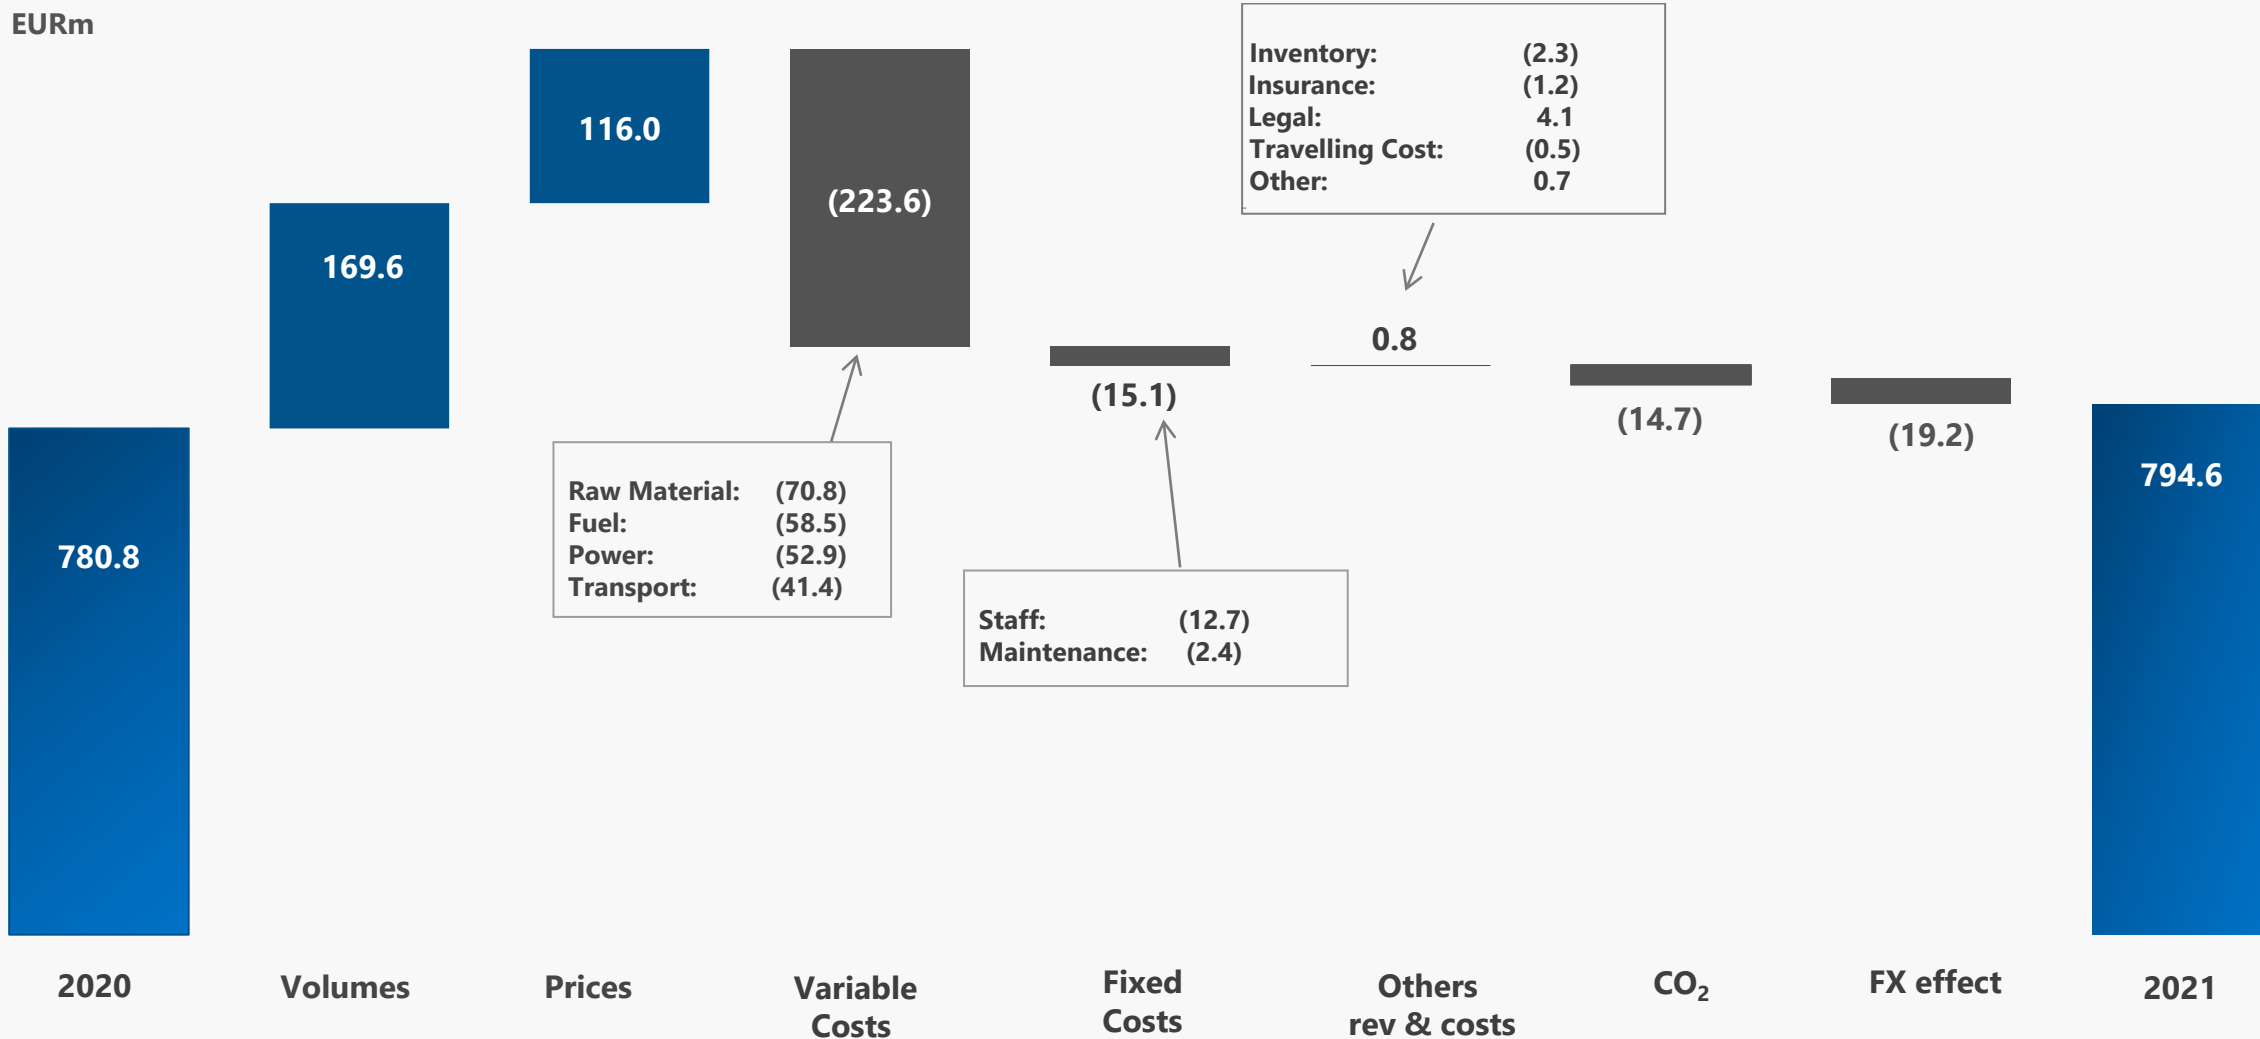 EURm
116.0
169.6
(223.6)
780.8
Raw Material: (70.8)
Fuel: (58.5)
Power: (52.9)
Transport: (41.4)
(15.1)
Staff: (12.7)
Maintenance: (2.4)
Inventory: (2.3)
Insurance: (1.2)
Legal: 4.1
Travelling Cost: (0.5)
Other: 0.7
0.8
(14.7)
(19.2)
794.6
2020
Volumes
Prices
Variable
Costs
Fixed
Costs
Others
rev & costs
CO₂
FX effect
2021